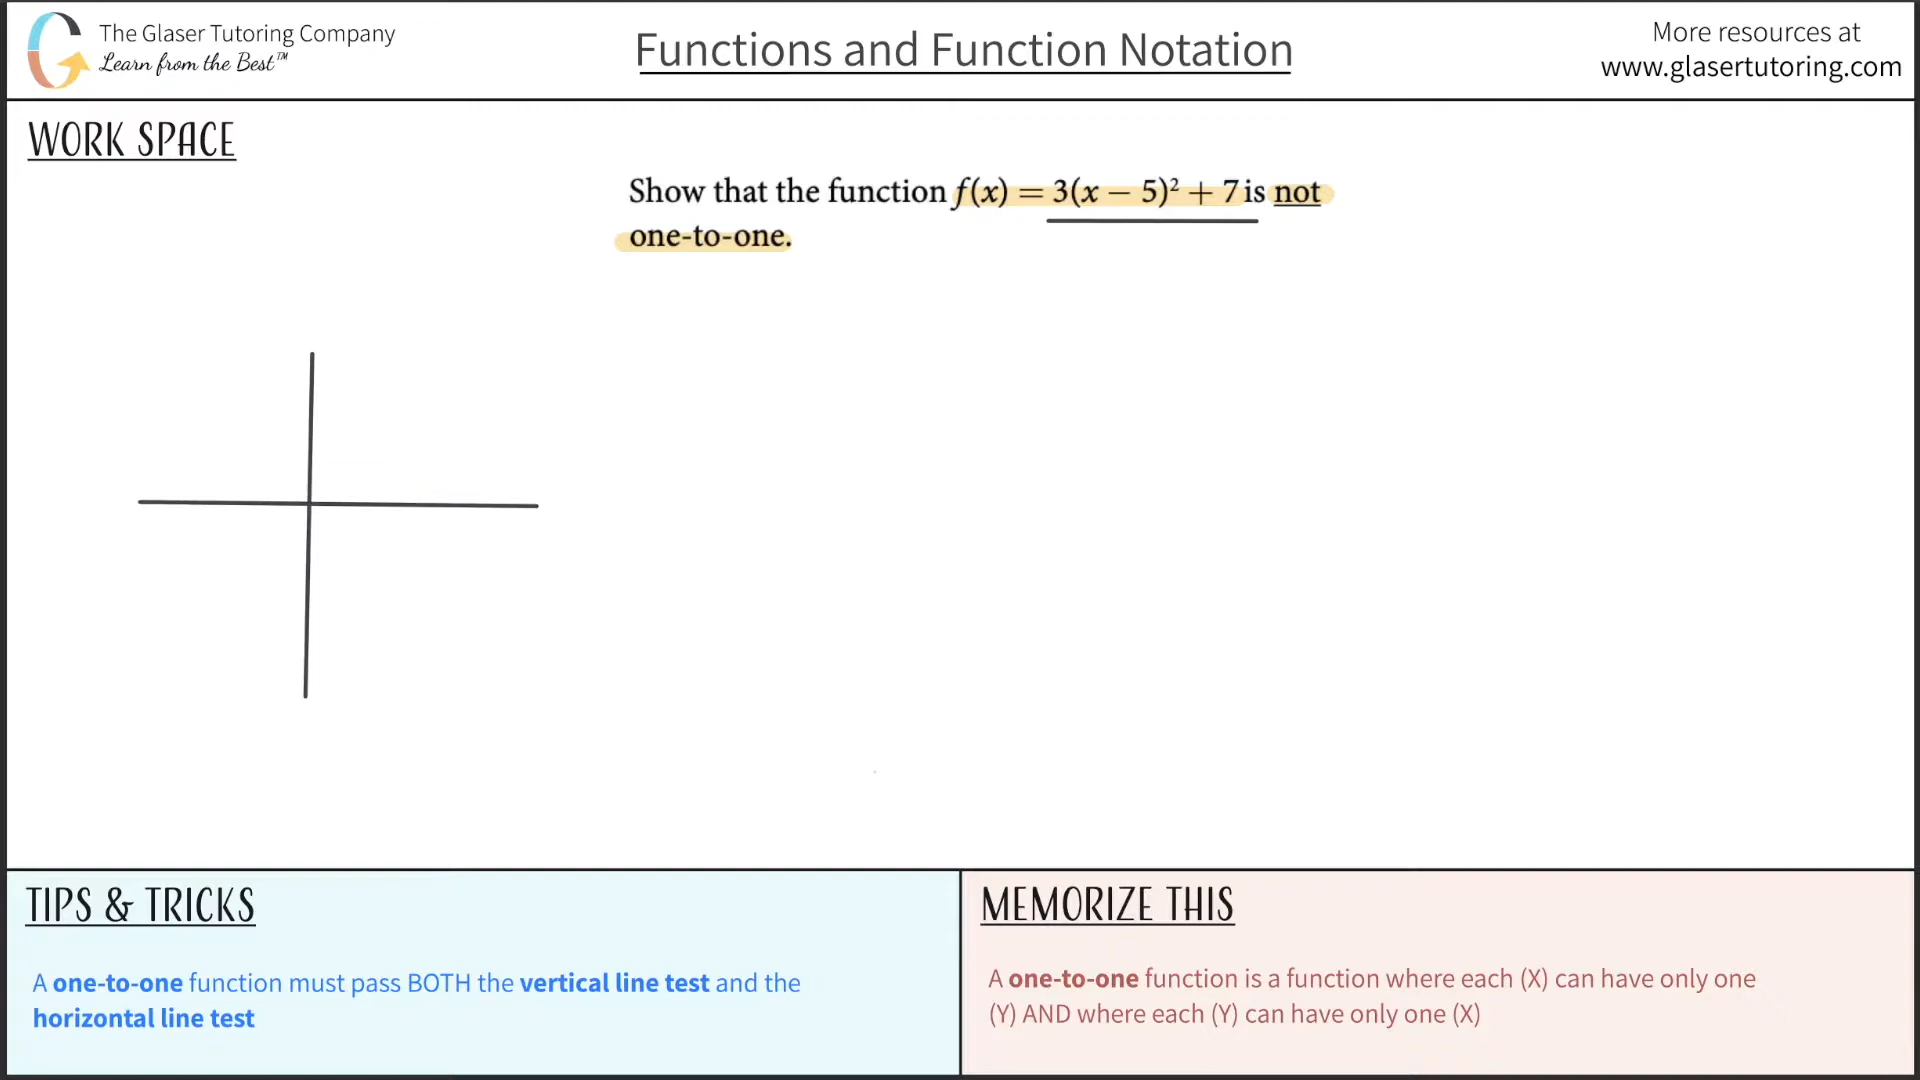 The Glaser Tutoring Company
Learn from the Best™
Functions and Function Notation
More resources at
www.glasertutoring.com
WORK SPACE
Show that the function f(x) = 3(x − 5)² + 7 is not
one-to-one.
TIPS & TRICKS
A one-to-one function must pass BOTH the vertical line test and the
horizontal line test
MEMORIZE THIS
A one-to-one function is a function where each (X) can have only one
(Y) AND where each (Y) can have only one (X)